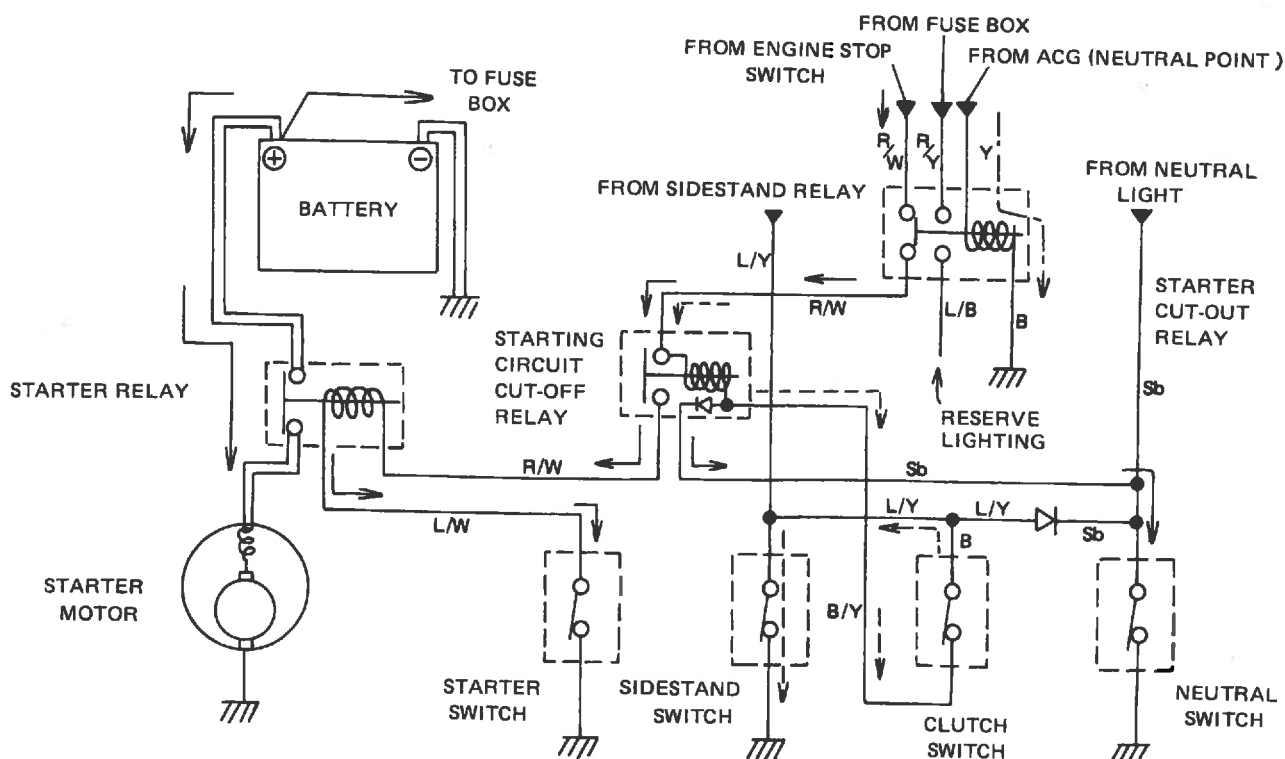 FROM FUSE BOX
FROM ENGINE STOP
SWITCH
FROM ACG (NEUTRAL POINT)
TO FUSE
BOX
R/W
R/Y
Y
FROM NEUTRAL
LIGHT
FROM SIDESTAND RELAY
+
−
BATTERY
L/Y
R/W
L/B
B
STARTER
CUT-OUT
RELAY
STARTING
CIRCUIT
CUT-OFF
RELAY
STARTER RELAY
Sb
RESERVE
LIGHTING
R/W
Sb
L/W
L/Y
L/Y
Sb
B
B/Y
STARTER
MOTOR
STARTER
SWITCH
SIDESTAND
SWITCH
CLUTCH
SWITCH
NEUTRAL
SWITCH